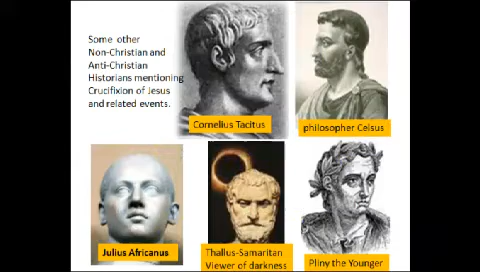 Some other
Non-Christian and
Anti-Christian
Historians mentioning
Crucifixion of Jesus
and related events.
Cornelius Tacitus
philosopher Celsus
Julius Africanus
Thallus-Samaritan
Viewer of darkness
Pliny the Younger